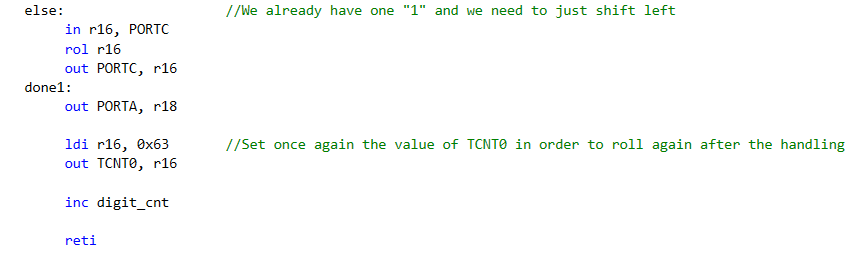 else: //We already have one "1" and we need to just shift left
in r16, PORTC
rol r16
out PORTC, r16
done1:
out PORTA, r18
ldi r16, 0x63 //Set once again the value of TCNT0 in order to roll again after the handling
out TCNT0, r16
inc digit_cnt
reti